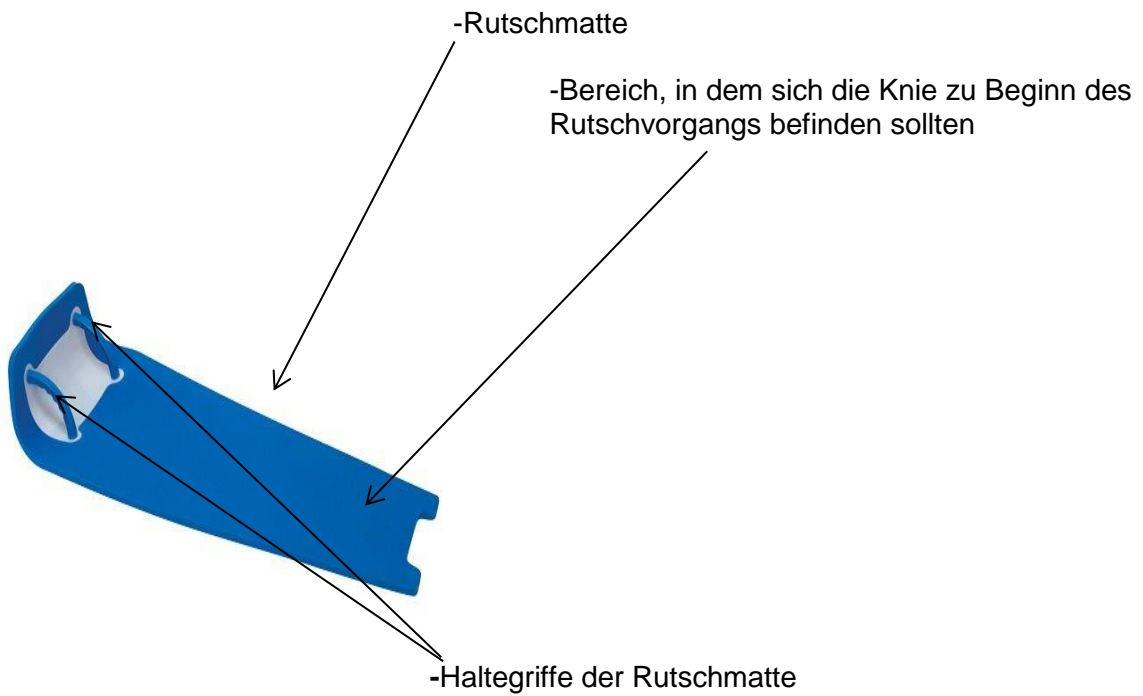 -Rutschmatte
-Bereich, in dem sich die Knie zu Beginn des
Rutschvorgangs befinden sollten
-Haltegriffe der Rutschmatte